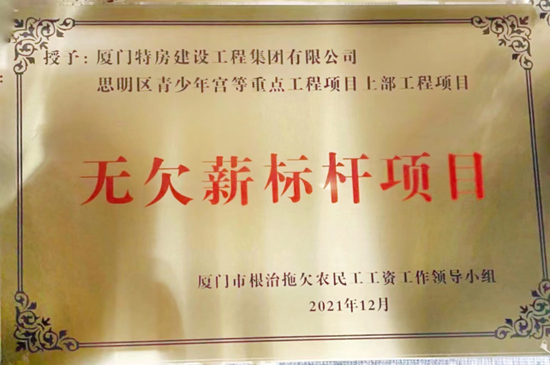 授予：厦门特房建设工程集团有限公司
思明区青少年宫等重点工程项目上部工程项目
无欠薪标杆项目
厦门市根治拖欠农民工工资工作领导小组
2021年12月